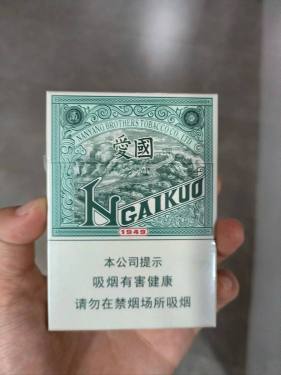 NANYANG BROTHERS TOBACCO CO., LTD.
愛國
NGAIKUO
1949
本公司提示
吸烟有害健康
请勿在禁烟场所吸烟